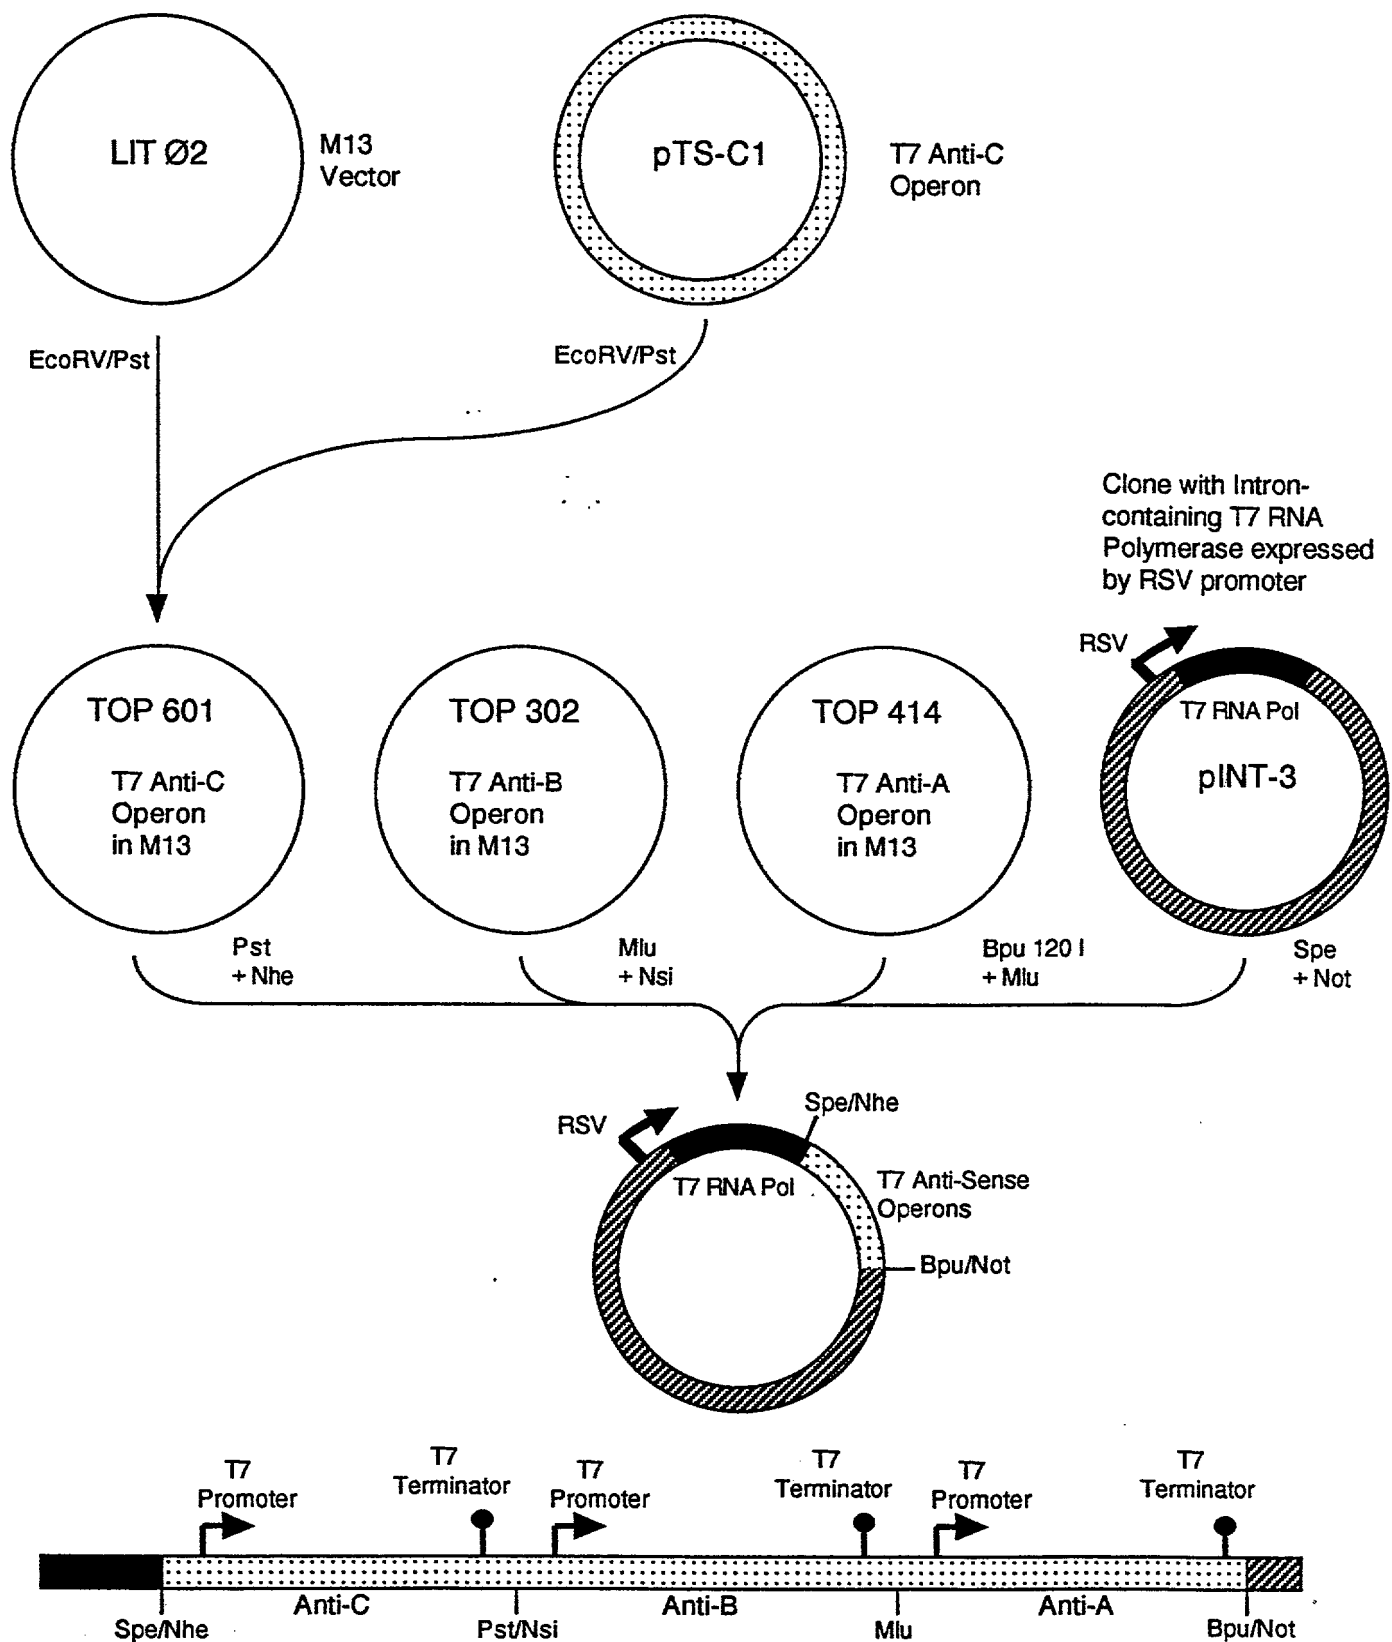 LIT Ø2
M13
Vector
pTS-C1
T7 Anti-C
Operon
EcoRV/Pst
EcoRV/Pst
Clone with Intron-
containing T7 RNA
Polymerase expressed
by RSV promoter
RSV
TOP 601
T7 Anti-C
Operon
in M13
TOP 302
T7 Anti-B
Operon
in M13
TOP 414
T7 Anti-A
Operon
in M13
T7 RNA Pol
pINT-3
Pst
+ Nhe
Mlu
+ Nsi
Bpu 120 I
+ Mlu
Spe
+ Not
RSV
Spe/Nhe
T7 RNA Pol
T7 Anti-Sense
Operons
Bpu/Not
T7
Promoter
T7
Terminator
T7
Promoter
T7
Terminator
T7
Promoter
T7
Terminator
Anti-C
Anti-B
Anti-A
Spe/Nhe
Pst/Nsi
Mlu
Bpu/Not